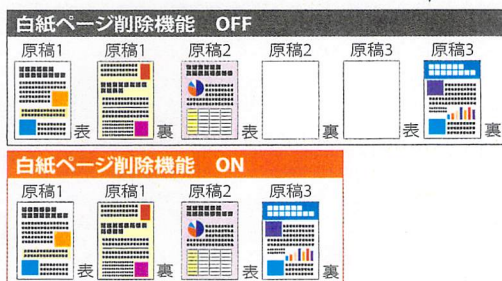 白紙ページ削除機能 OFF
原稿1 原稿1 原稿2 原稿2 原稿3 原稿3
表 裏 表 裏 表 裏
白紙ページ削除機能 ON
原稿1 原稿1 原稿2 原稿3
表 裏 表 裏